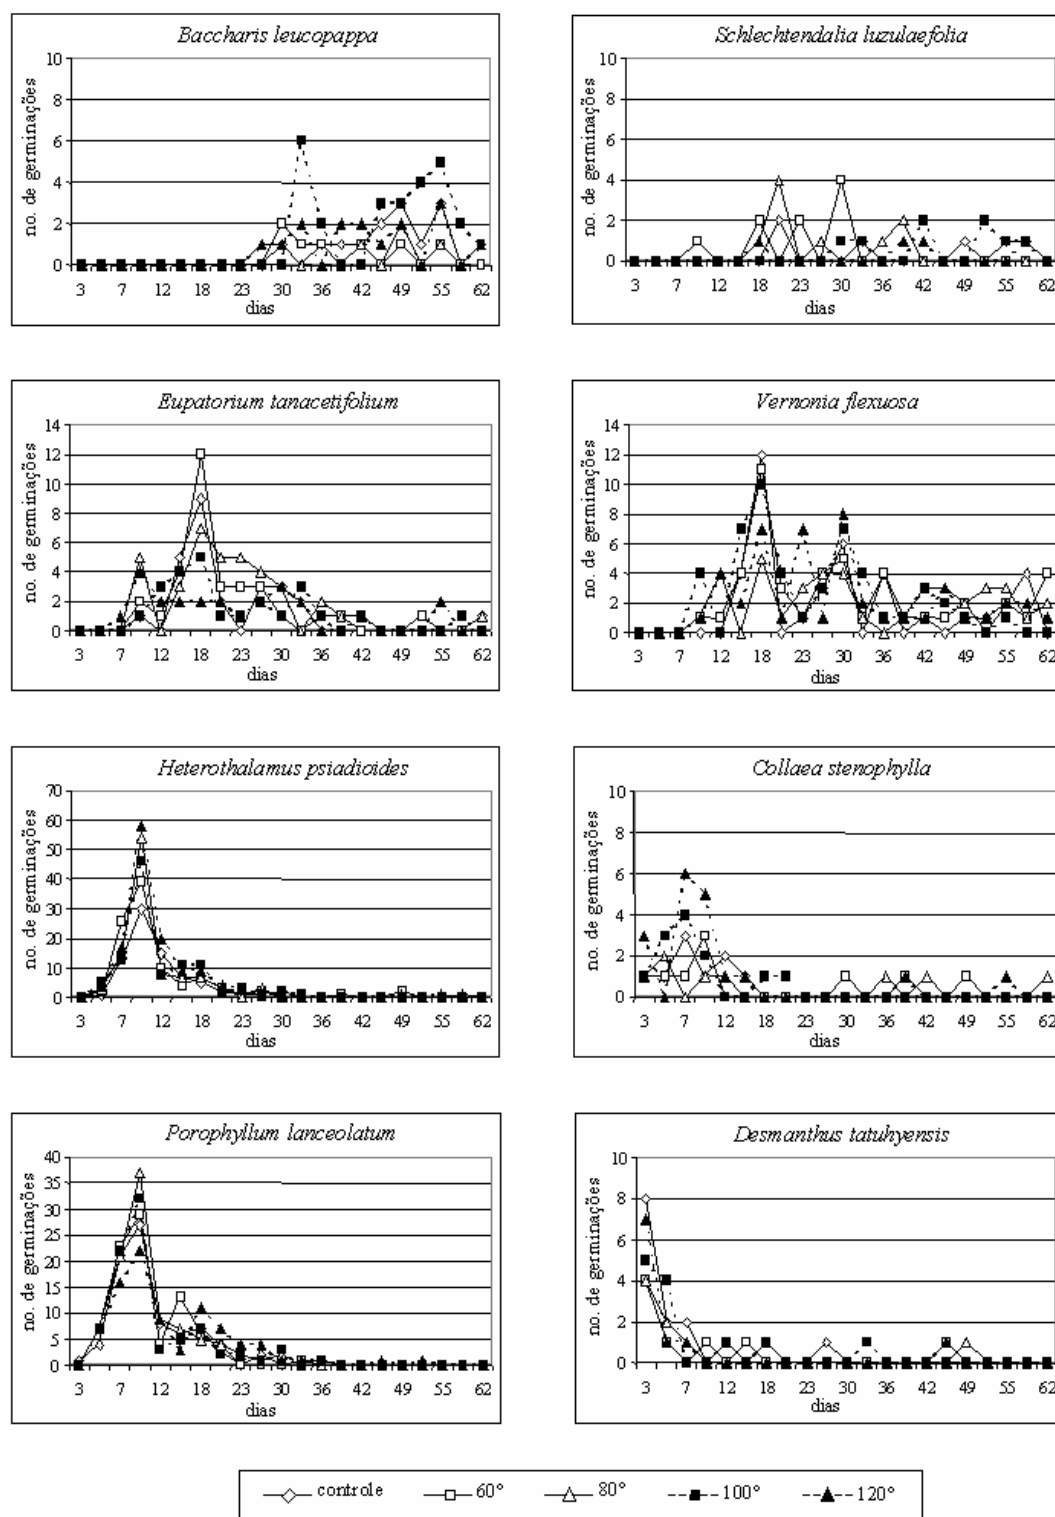 Baccharis leucopappa
no. de germinações
10
8
6
4
2
0
3 7 12 18 23 30 36 42 49 55 62
dias
Schlechtendalia luzulaefolia
no. de germinações
10
8
6
4
2
0
3 7 12 18 23 30 36 42 49 55 62
dias
Eupatorium tanacetifolium
no. de germinações
14
12
10
8
6
4
2
0
3 7 12 18 23 30 36 42 49 55 62
dias
Vernonia flexuosa
no. de germinações
14
12
10
8
6
4
2
0
3 7 12 18 23 30 36 42 49 55 62
dias
Heterothalamus psiadioides
no. de germinações
70
60
50
40
30
20
10
0
3 7 12 18 23 30 36 42 49 55 62
dias
Collaea stenophylla
no. de germinações
10
8
6
4
2
0
3 7 12 18 23 30 36 42 49 55 62
dias
Porophyllum lanceolatum
no. de germinações
40
35
30
25
20
15
10
5
0
3 7 12 18 23 30 36 42 49 55 62
dias
Desmanthus tatuhyensis
no. de germinações
10
8
6
4
2
0
3 7 12 18 23 30 36 42 49 55 62
dias
controle 60° 80° 100° 120°